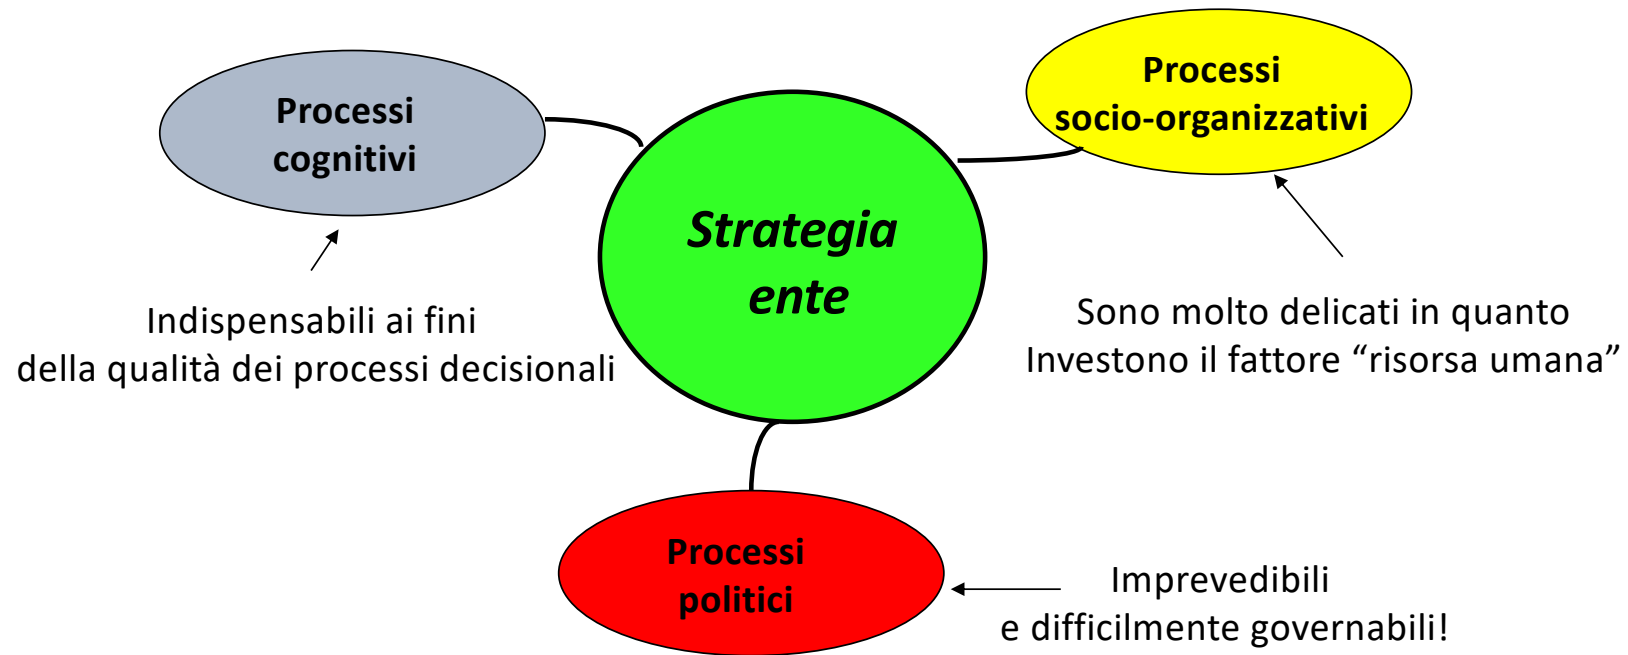 Processi
cognitivi
Indispensabili ai fini
della qualità dei processi decisionali
Strategia
ente
Processi
socio-organizzativi
Sono molto delicati in quanto
Investono il fattore “risorsa umana”
Processi
politici
Imprevedibili
e difficilmente governabili!